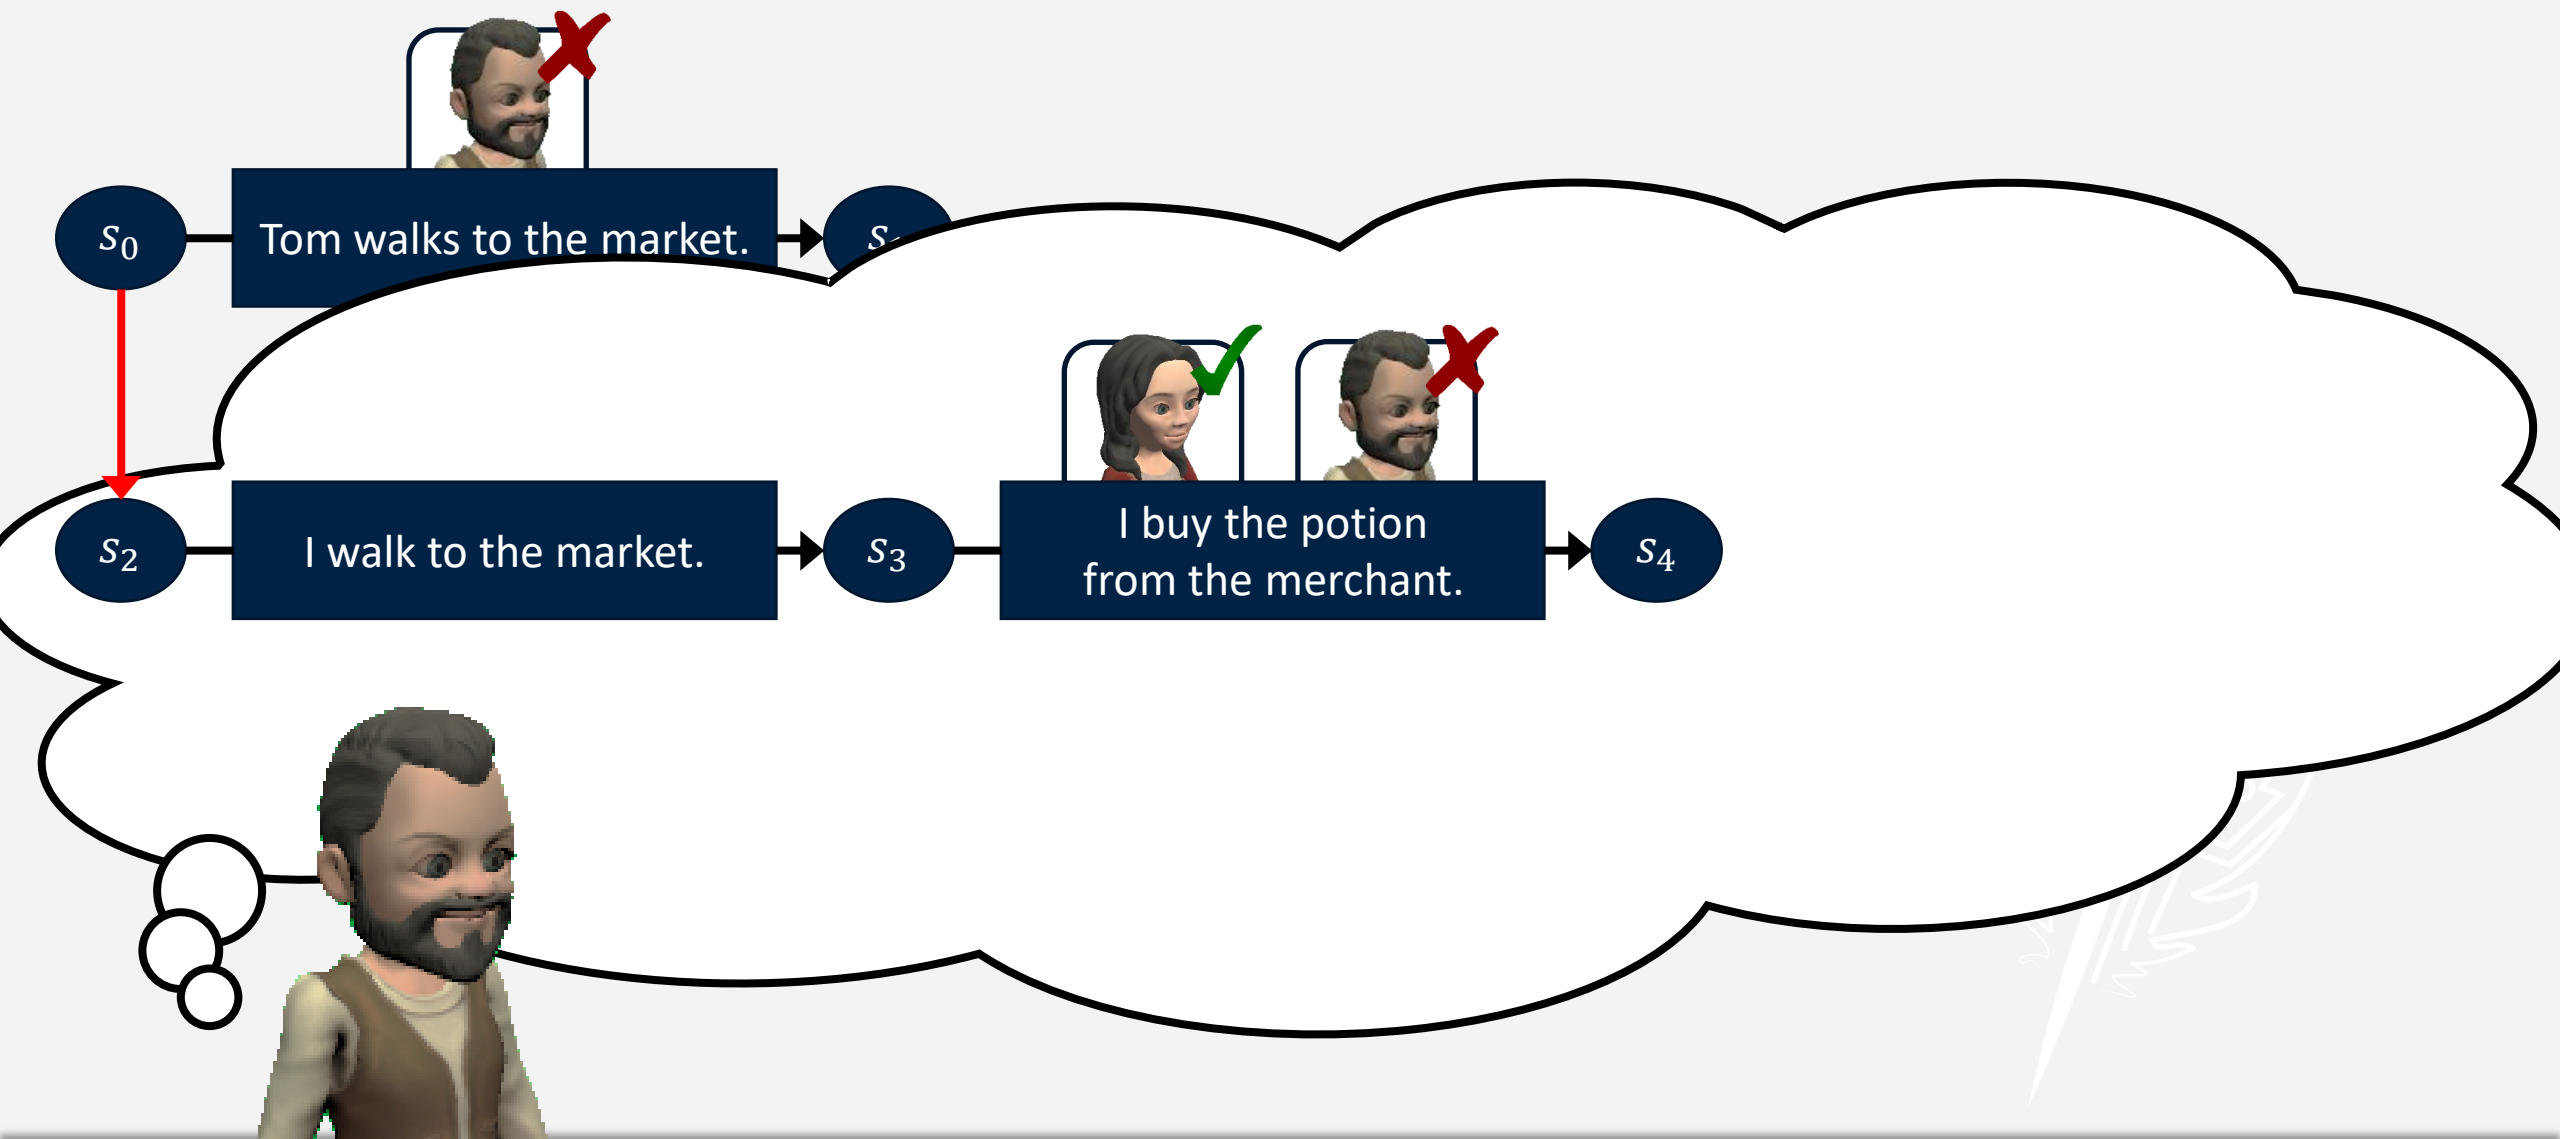 s0
Tom walks to the market.
s
s2
I walk to the market.
s3
I buy the potion
from the merchant.
s4